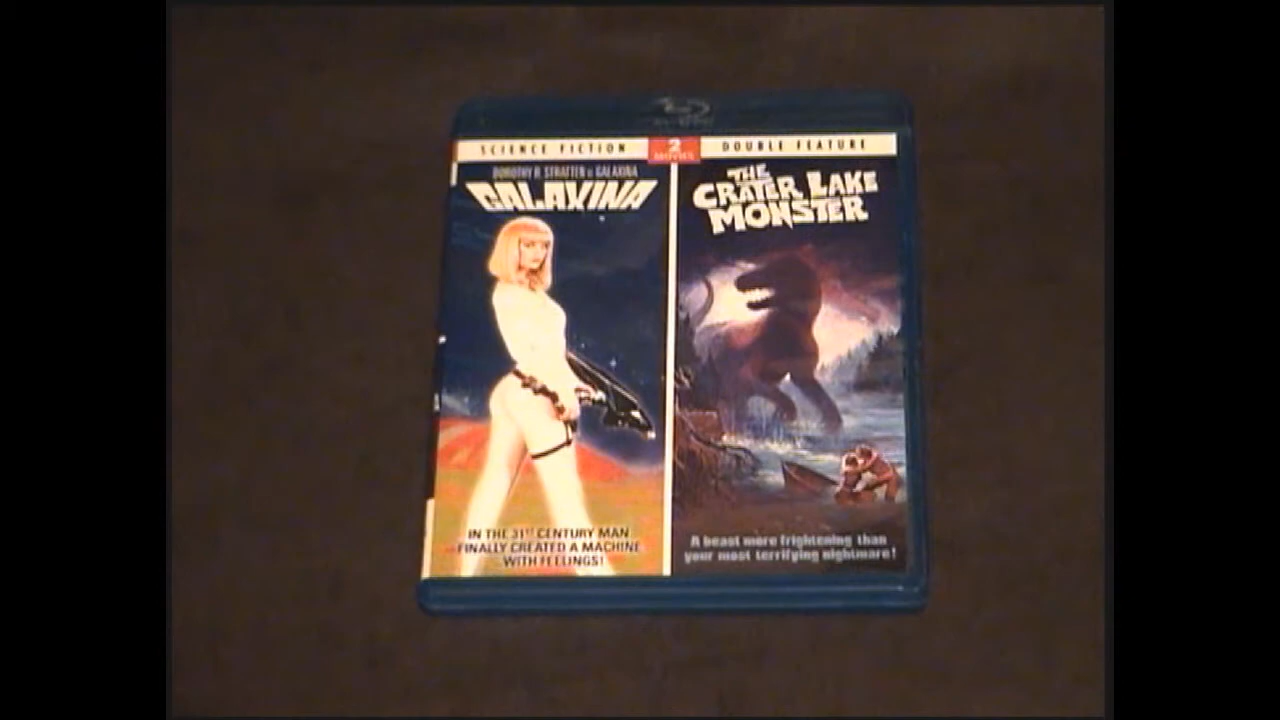 SCIENCE FICTION
2
MOVIES
DOUBLE FEATURE
DOROTHY R. STRATTEN is GALAXINA
GALAXINA
IN THE 31ST CENTURY MAN
FINALLY CREATED A MACHINE
WITH FEELINGS!
THE
CRATER LAKE
MONSTER
A beast more frightening than
your most terrifying nightmare!